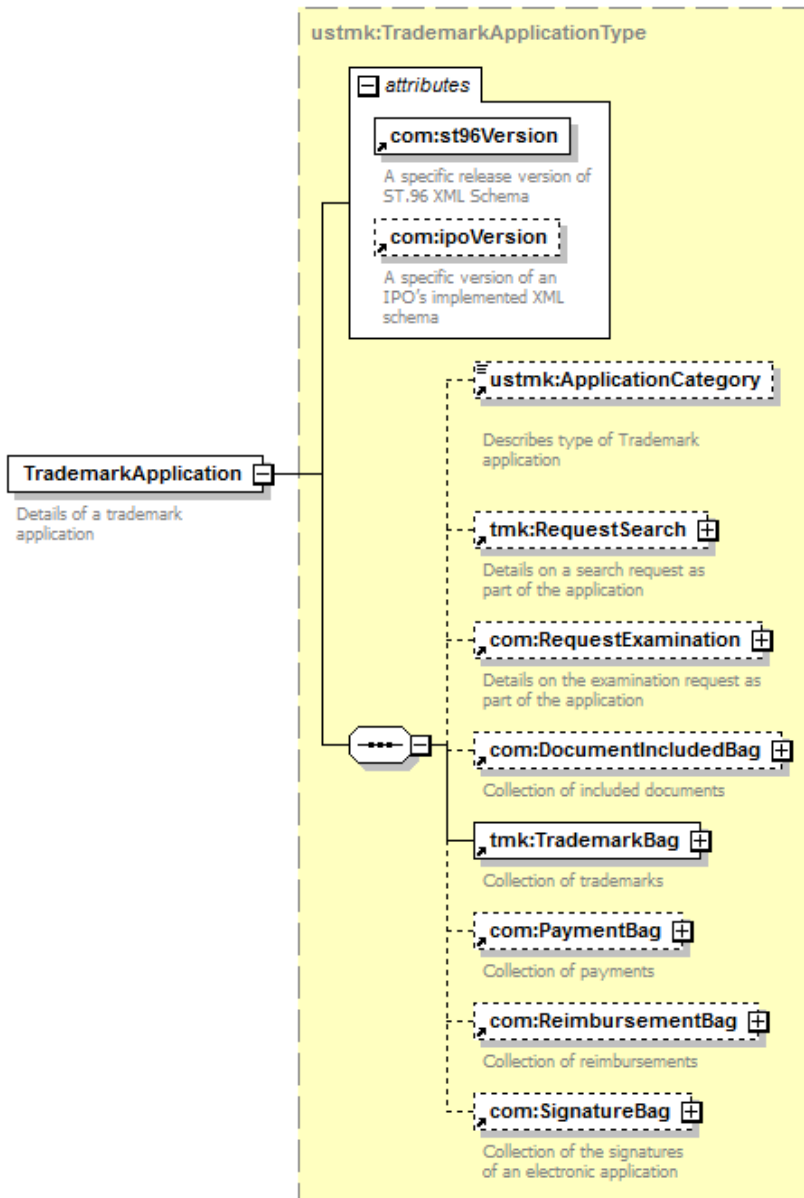 ustmk:TrademarkApplicationType
attributes
com:st96Version
A specific release version of
ST.96 XML Schema
com:ipoVersion
A specific version of an
IPO's implemented XML
schema
ustmk:ApplicationCategory
Describes type of Trademark
application
TrademarkApplication
Details of a trademark
application
tmk:RequestSearch
Details on a search request as
part of the application
com:RequestExamination
Details on the examination request as
part of the application
com:DocumentIncludedBag
Collection of included documents
tmk:TrademarkBag
Collection of trademarks
com:PaymentBag
Collection of payments
com:ReimbursementBag
Collection of reimbursements
com:SignatureBag
Collection of the signatures
of an electronic application